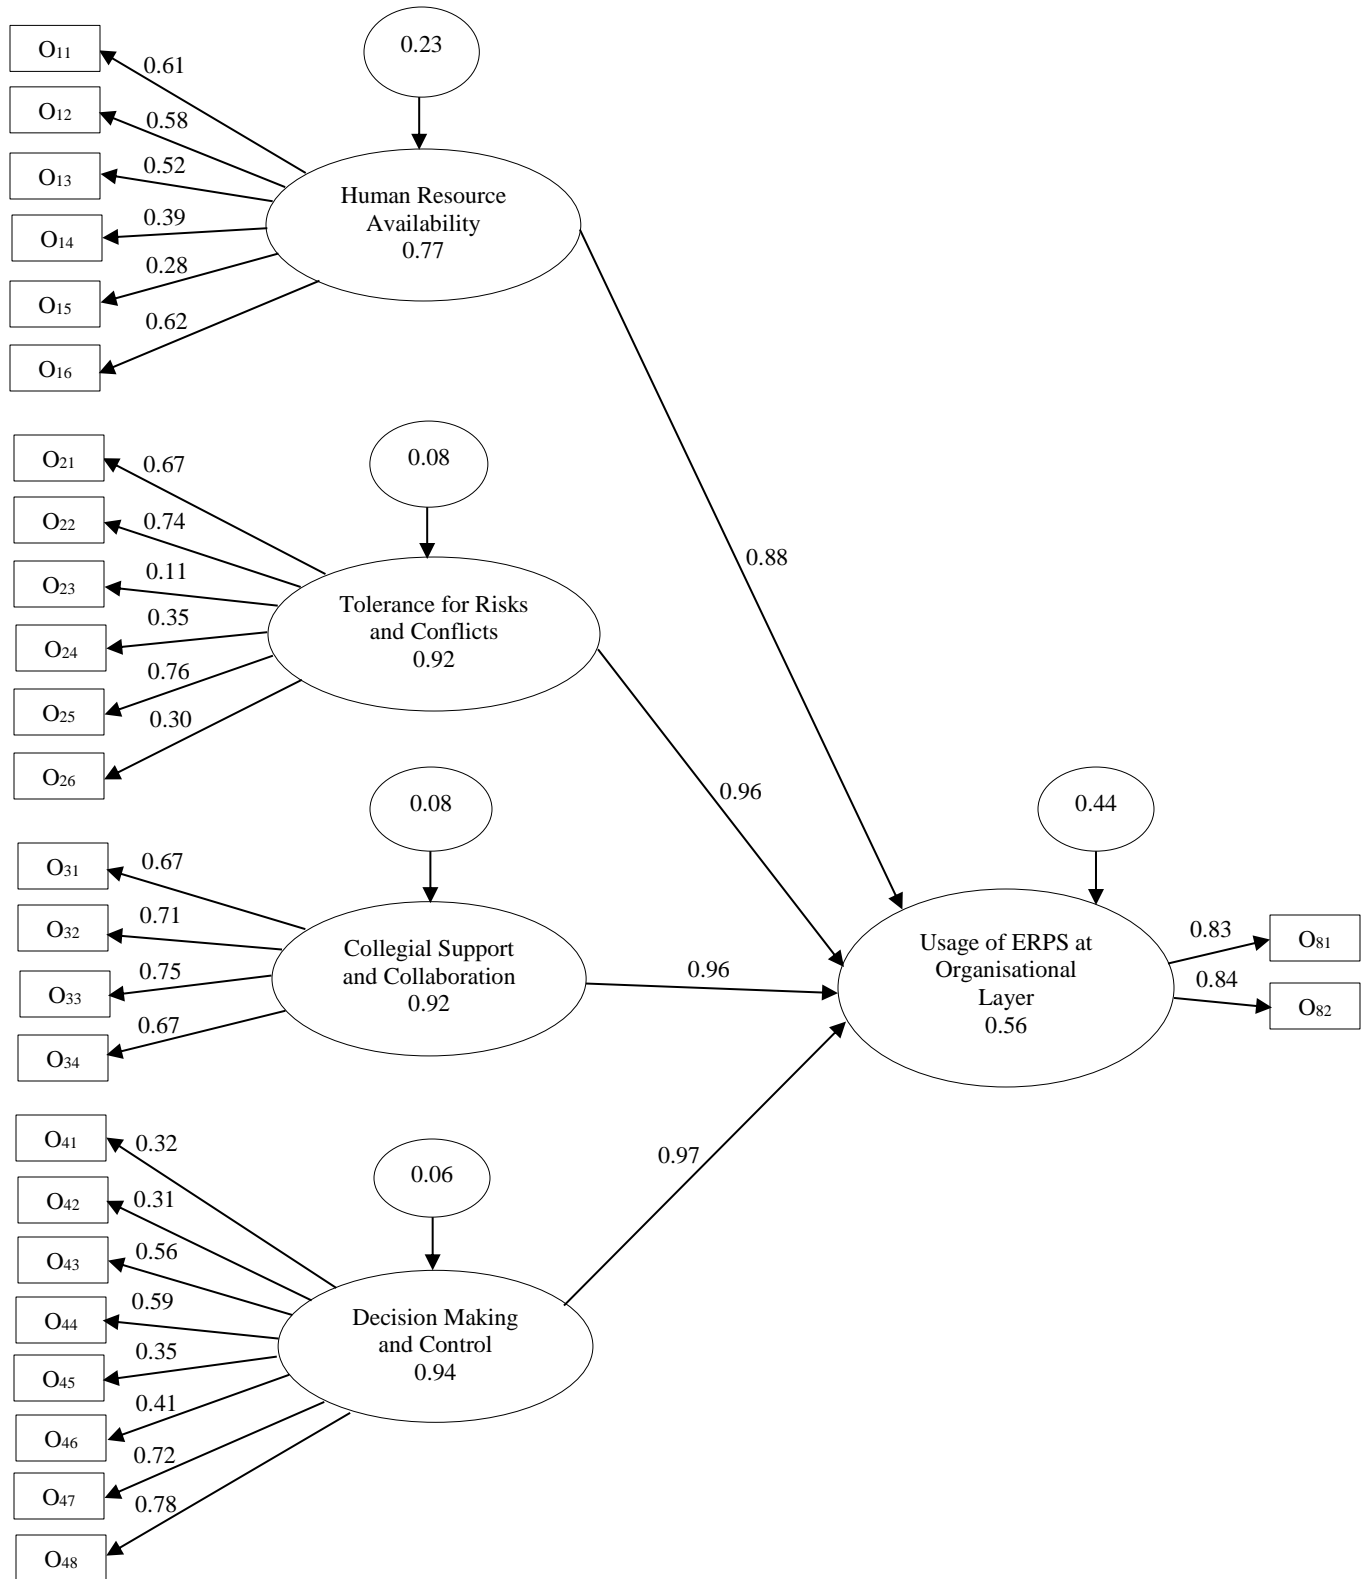 0.23
O11
0.61
O12
0.58
O13
0.52
O14
0.39
O15
0.28
O16
0.62
Human Resource
Availability
0.77
0.88
0.08
O21
0.67
O22
0.74
O23
0.11
O24
0.35
O25
0.76
O26
0.30
Tolerance for Risks
and Conflicts
0.92
0.96
0.08
O31
0.67
O32
0.71
O33
0.75
O34
0.67
Collegial Support
and Collaboration
0.92
0.96
0.06
O41
0.32
O42
0.31
O43
0.56
O44
0.59
O45
0.35
O46
0.41
O47
0.72
O48
0.78
Decision Making
and Control
0.94
0.97
0.44
Usage of ERPS at
Organisational
Layer
0.56
0.83
O81
0.84
O82